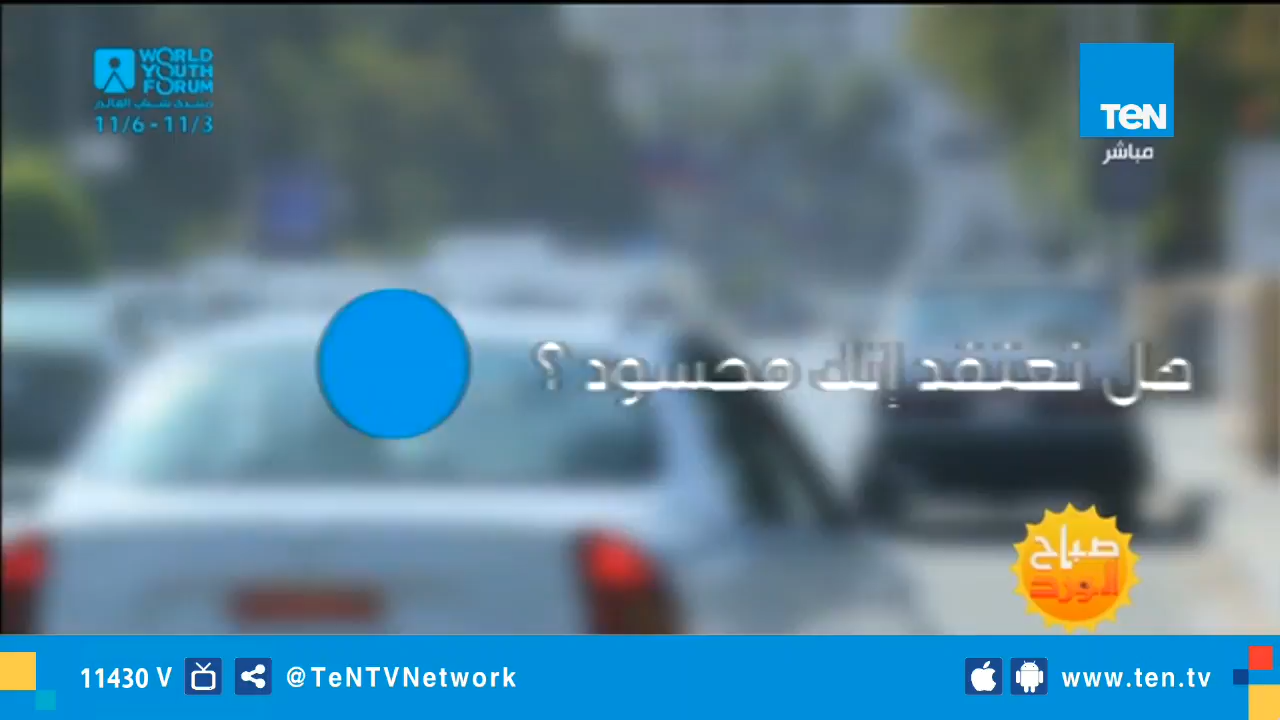 WORLD
YOUTH
FORUM
منتدى شباب العالم
11/6 - 11/3
TeN
مباشر
هل تعتقد إنك محسود ؟
صباح
الورد
11430 V
@TeNTVNetwork
www.ten.tv